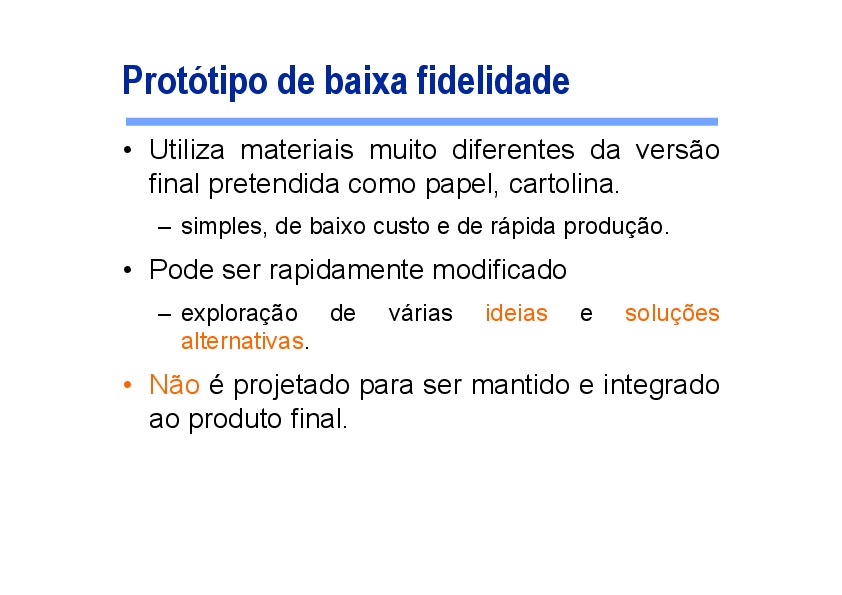 Protótipo de baixa fidelidade
• Utiliza materiais muito diferentes da versão
final pretendida como papel, cartolina.
– simples, de baixo custo e de rápida produção.
• Pode ser rapidamente modificado
– exploração de várias ideias e soluções
alternativas.
• Não é projetado para ser mantido e integrado
ao produto final.